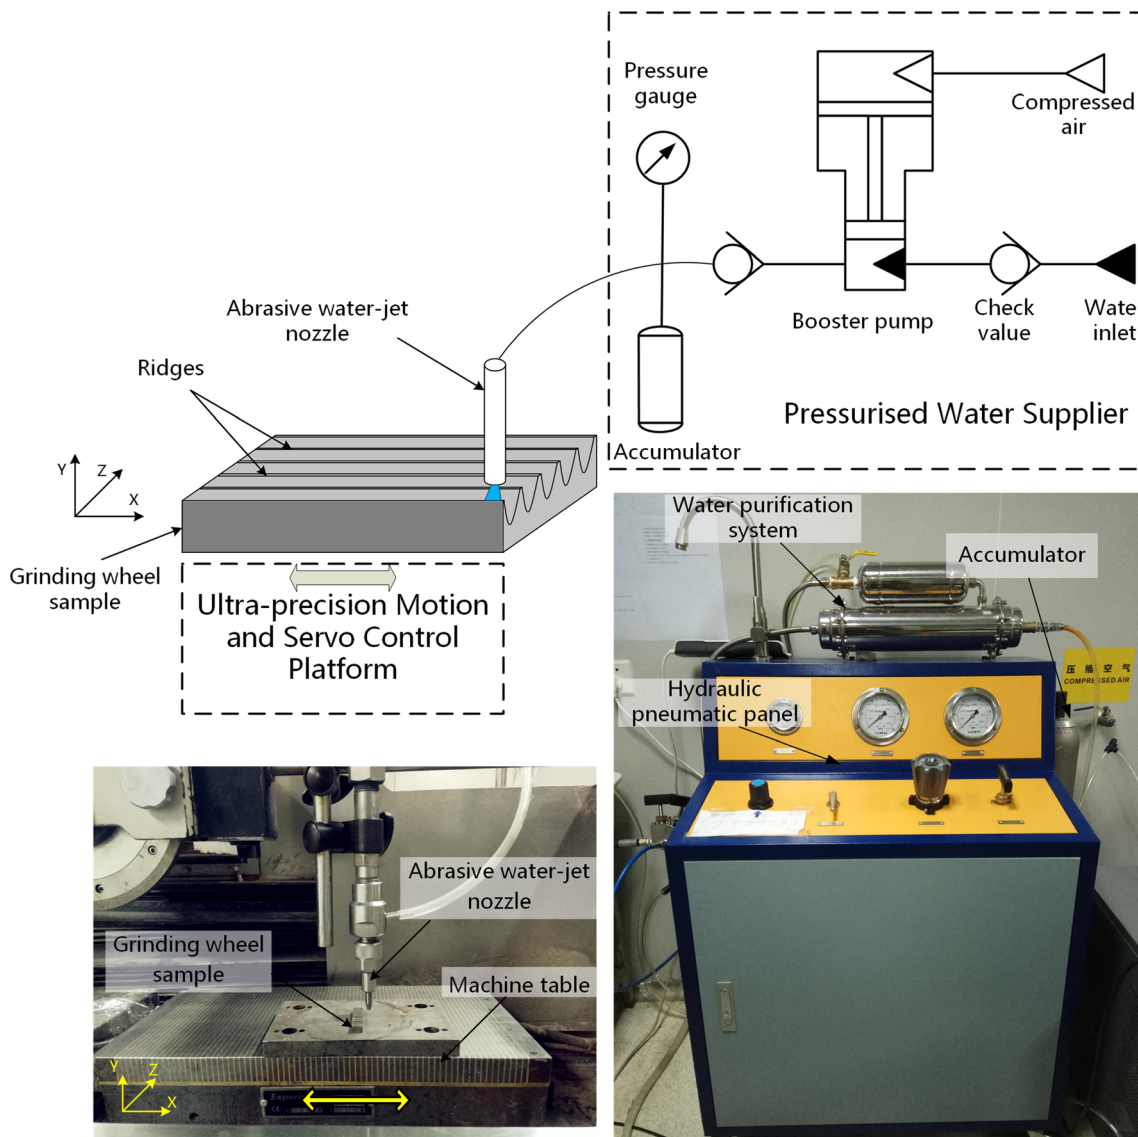 Pressure
gauge
Compressed
air
Abrasive water-jet
nozzle
Booster pump
Check
value
Wate
inlet
Ridges
Pressurised Water Supplier
Accumulator
Y
Z
X
Grinding wheel
sample
Ultra-precision Motion
and Servo Control
Platform
Water purification
system
Accumulator
压缩空气
COMPRESSED AIR
Hydraulic
pneumatic panel
Abrasive water-jet
nozzle
Grinding wheel
sample
Machine table
Y
Z
X
Exper
CE